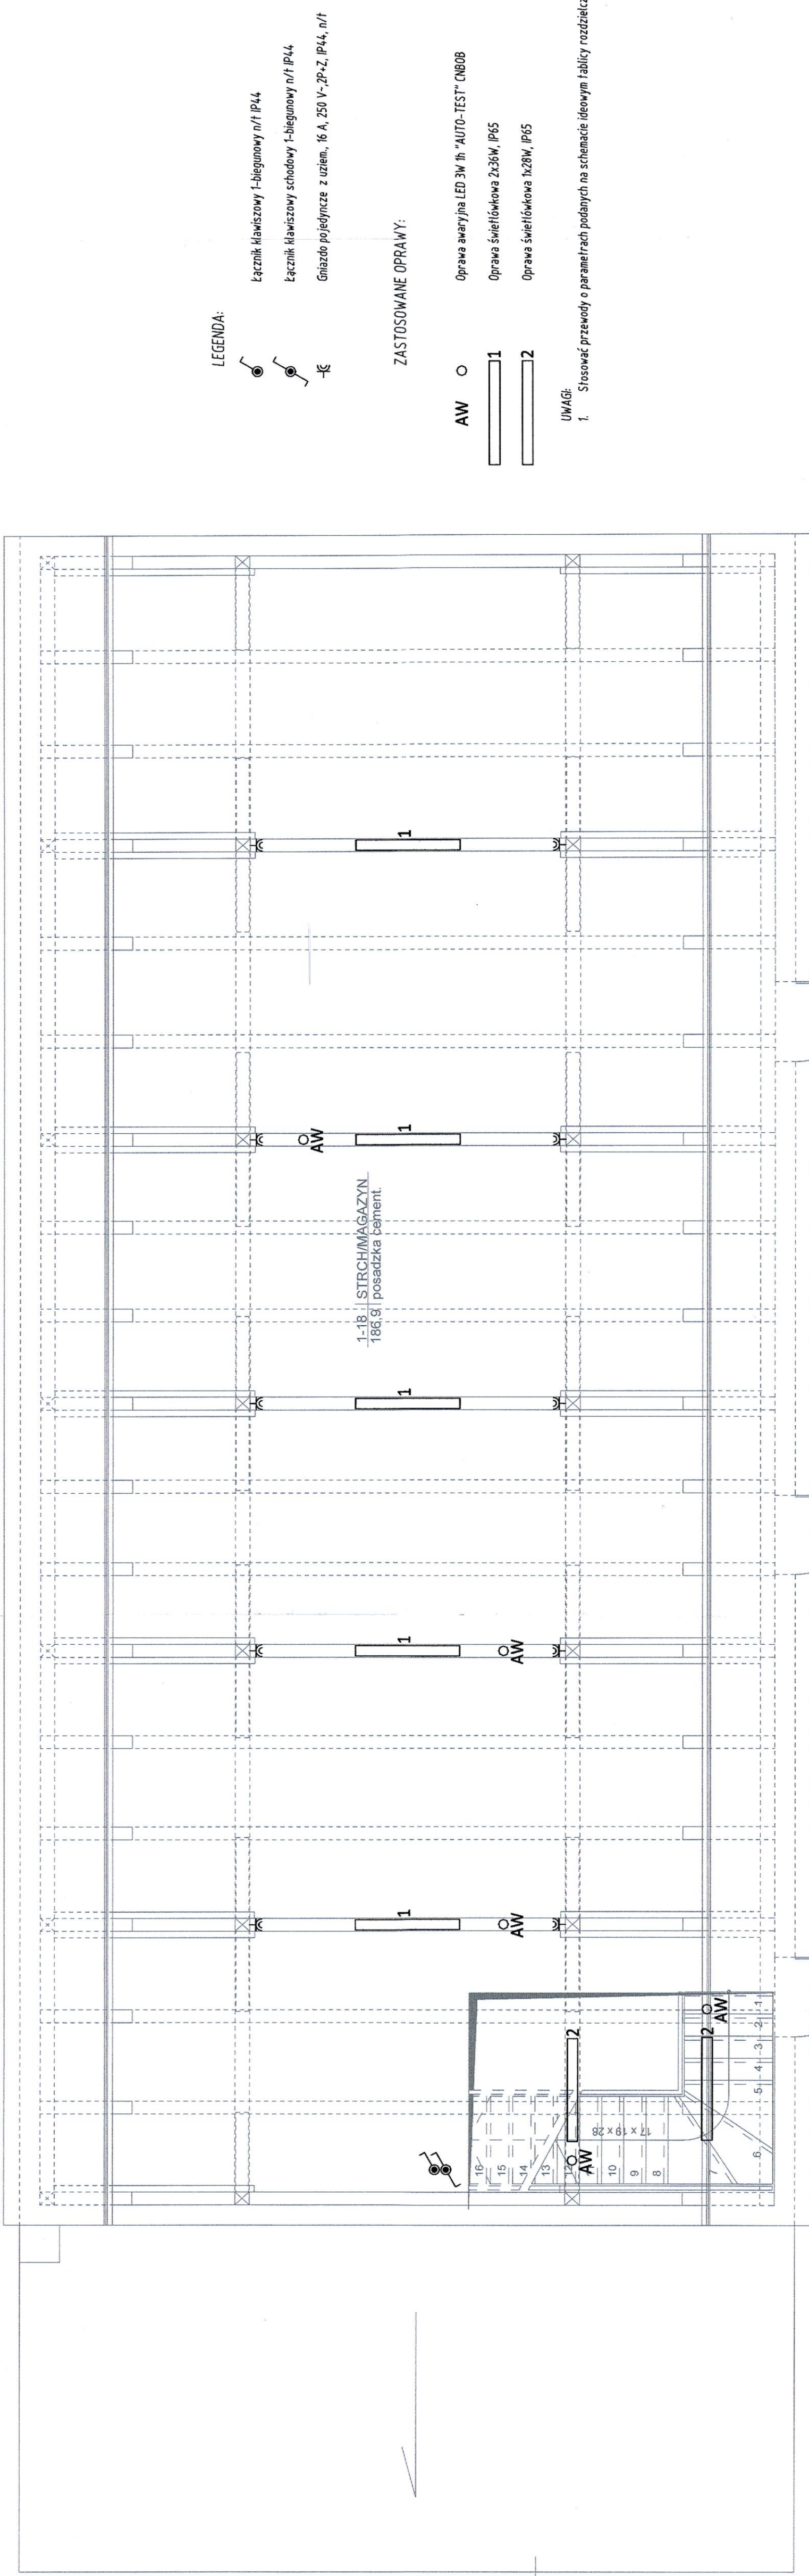 LEGENDA:
Łącznik klawiszowy 1-biegunowy n/t IP44
Łącznik klawiszowy schodowy 1-biegunowy n/t IP44
Gniazdo pojedyncze z uziem., 16 A, 250 V~,2P+Z, IP44, n/t
ZASTOSOWANE OPRAWY:
AW Oprawa awaryjna LED 3W 1h "AUTO-TEST" CNBOB
1 Oprawa świetlówkowa 2x36W, IP65
2 Oprawa świetlówkowa 1x28W, IP65
UWAGI:
1. Stosować przewody o parametrach podanych na schemacie ideowym tablicy rozdzielcz
1
1
AW
1-18 STRCH/MAGAZYN
186,9 posadzka cement.
1
1
AW
1
AW
2
AW
2
AW
17 x 19 x 28
16
15
14
13
12
10
9
8
7
6
5
4
3
2
1